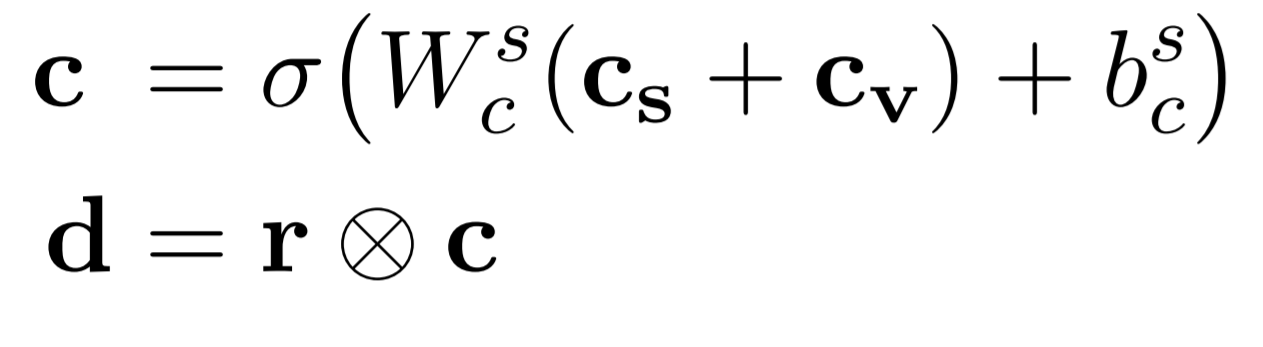 c = σ(W_c^s(c_s + c_v) + b_c^s)
d = r ⊗ c